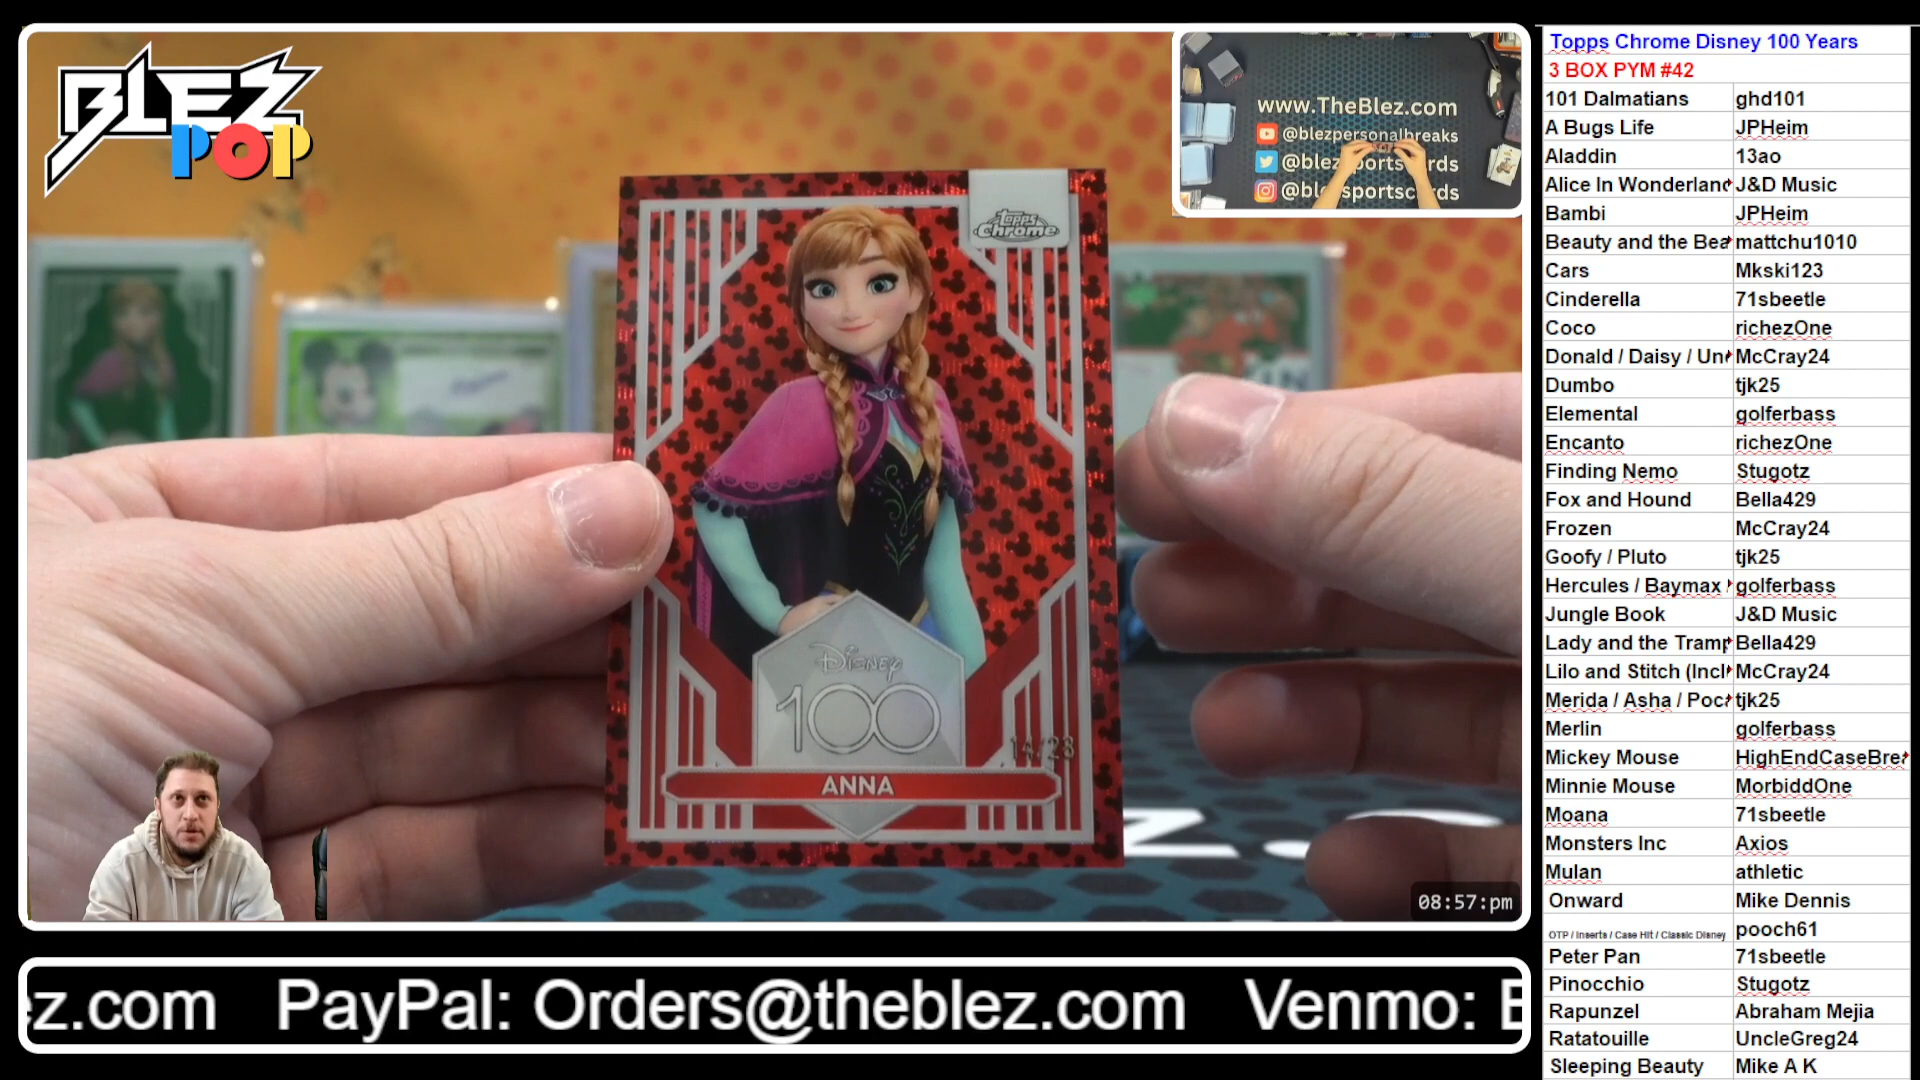 BLEZ
POP
www.TheBlez.com
@blezpersonalbreaks
Topps
Chrome
Disney
100
ANNA
08:57:pm
ez.com PayPal: Orders@theblez.com Venmo:
Topps Chrome Disney 100 Years
3 BOX PYM #42
101 Dalmatians ghd101
A Bugs Life JPHeim
Aladdin 13ao
Alice In Wonderland J&D Music
Bambi JPHeim
Beauty and the Bea mattchu1010
Cars Mkski123
Cinderella 71sbeetle
Coco richezOne
Donald / Daisy / Un McCray24
Dumbo tjk25
Elemental golferbass
Encanto richezOne
Finding Nemo Stugotz
Fox and Hound Bella429
Frozen McCray24
Goofy / Pluto tjk25
Hercules / Baymax golferbass
Jungle Book J&D Music
Lady and the Tramp Bella429
Lilo and Stitch (Incl McCray24
Merida / Asha / Poc tjk25
Merlin golferbass
Mickey Mouse HighEndCaseBrea
Minnie Mouse MorbiddOne
Moana 71sbeetle
Monsters Inc Axios
Mulan athletic
Onward Mike Dennis
OTP / Inserts / Case Hit / Classic Disney pooch61
Peter Pan 71sbeetle
Pinocchio Stugotz
Rapunzel Abraham Mejia
Ratatouille UncleGreg24
Sleeping Beauty Mike A K